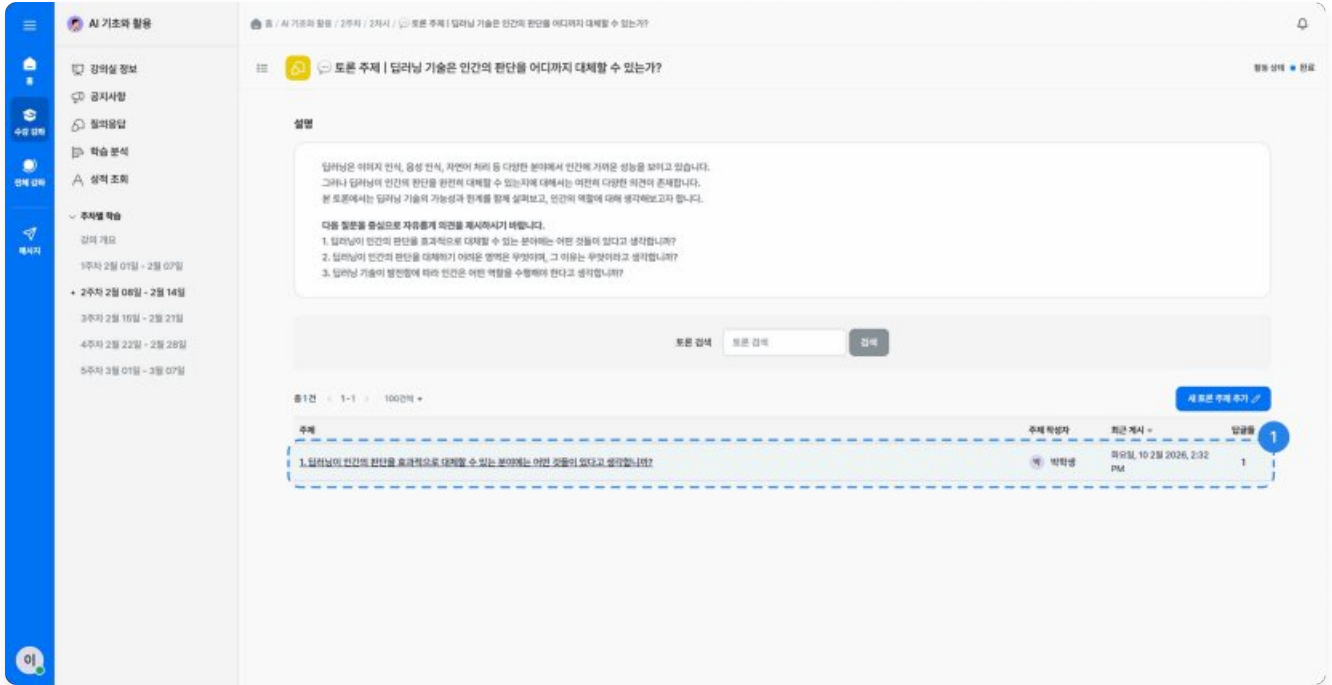 AI 기초와 활용
홈 / AI 기초와 활용 / 2주차 / 2차시 / 토론 주제 | 딥러닝 기술은 인간의 판단을 어디까지 대체할 수 있는가?
홈
수강 강좌
전체 강좌
메시지
이
강의실 정보
공지사항
질의응답
학습 분석
성적 조회
주차별 학습
강의 개요
1주차 2월 01일 - 2월 07일
2주차 2월 08일 - 2월 14일
3주차 2월 15일 - 2월 21일
4주차 2월 22일 - 2월 28일
5주차 3월 01일 - 3월 07일
토론 주제 | 딥러닝 기술은 인간의 판단을 어디까지 대체할 수 있는가?
활동 상태 완료
설명
딥러닝은 이미지 인식, 음성 인식, 자연어 처리 등 다양한 분야에서 인간에 가까운 성능을 보이고 있습니다.
그러나 딥러닝이 인간의 판단을 완전히 대체할 수 있는지에 대해서는 여전히 다양한 의견이 존재합니다.
본 토론에서는 딥러닝 기술의 가능성과 한계를 함께 살펴보고, 인간의 역할에 대해 생각해보고자 합니다.
다음 질문을 중심으로 자유롭게 의견을 제시하시기 바랍니다.
1. 딥러닝이 인간의 판단을 효과적으로 대체할 수 있는 분야에는 어떤 것들이 있다고 생각합니까?
2. 딥러닝이 인간의 판단을 대체하기 어려운 영역은 무엇이며, 그 이유는 무엇이라고 생각합니까?
3. 딥러닝 기술이 발전함에 따라 인간은 어떤 역할을 수행해야 한다고 생각합니까?
토론 검색 토론 검색 검색
총1건 1-1 100건씩
새 토론 주제 추가
주제 주제 작성자 최근 게시 답글들
1
1. 딥러닝이 인간의 판단을 효과적으로 대체할 수 있는 분야에는 어떤 것들이 있다고 생각합니까? 박 박학생 화요일, 10 2월 2026, 2:32 PM 1